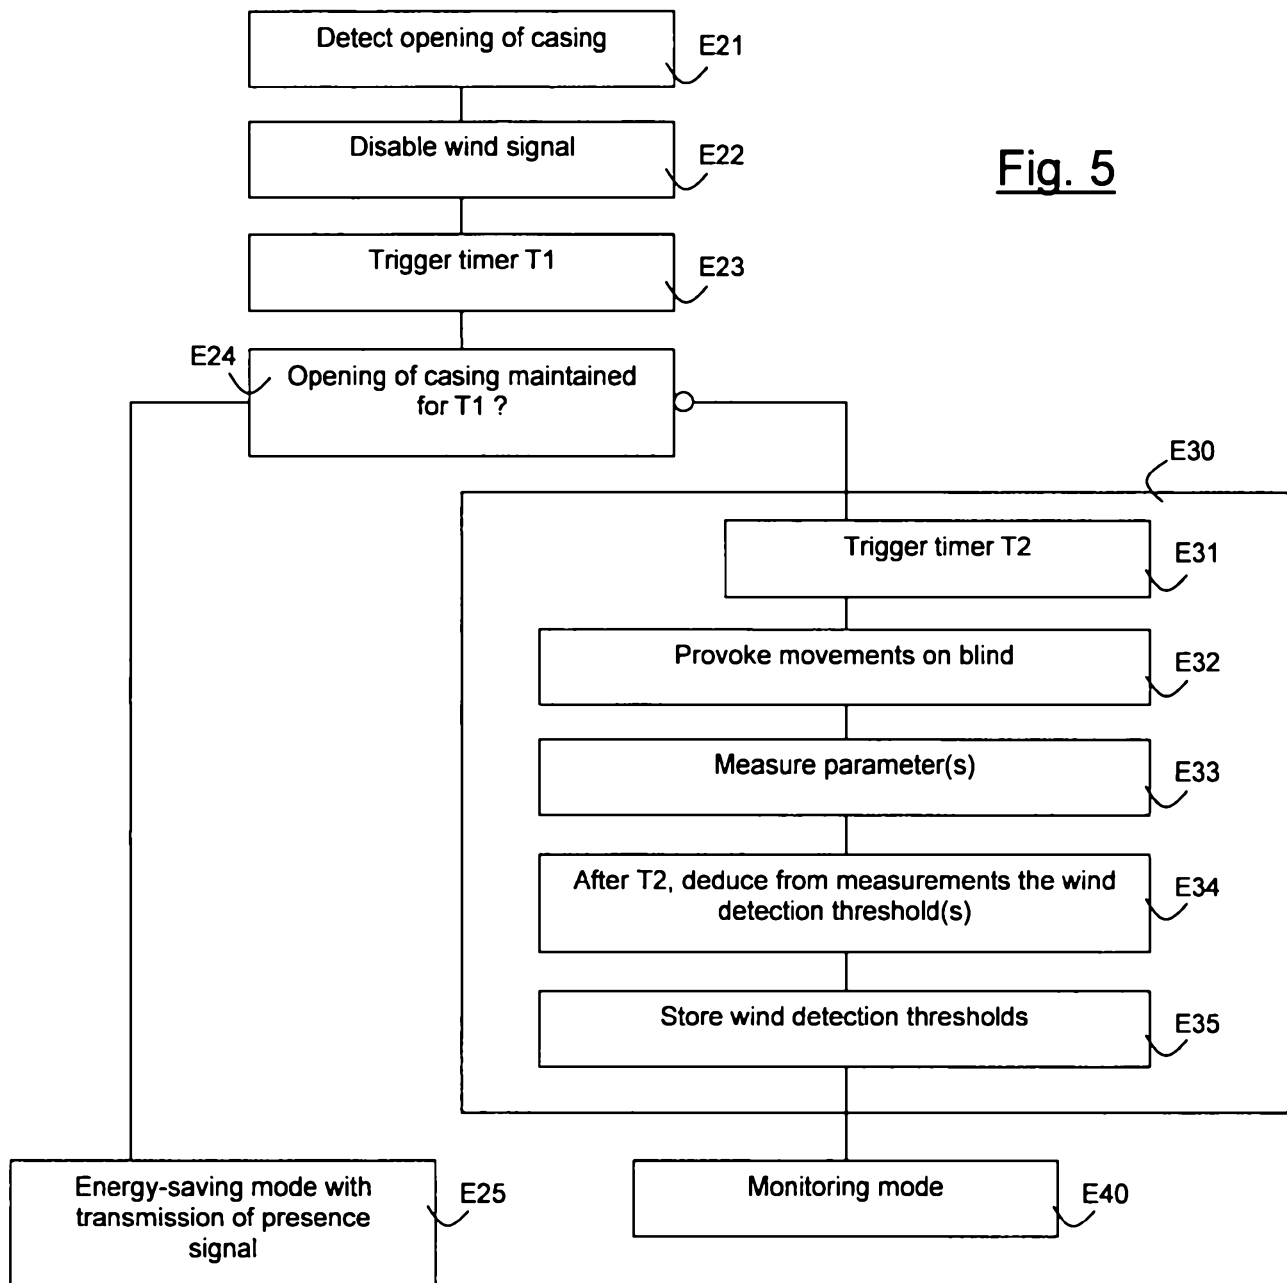 Detect opening of casing
E21
Disable wind signal
E22
Fig. 5
Trigger timer T1
E23
E24
Opening of casing maintained
for T1 ?
E30
Trigger timer T2
E31
Provoke movements on blind
E32
Measure parameter(s)
E33
After T2, deduce from measurements the wind
detection threshold(s)
E34
Store wind detection thresholds
E35
Energy-saving mode with
transmission of presence
signal
E25
Monitoring mode
E40